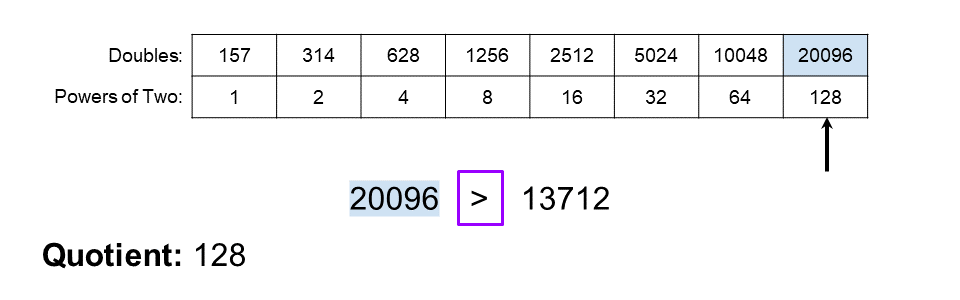 Doubles: 157 314 628 1256 2512 5024 10048 20096
Powers of Two: 1 2 4 8 16 32 64 128
20096 > 13712
Quotient: 128